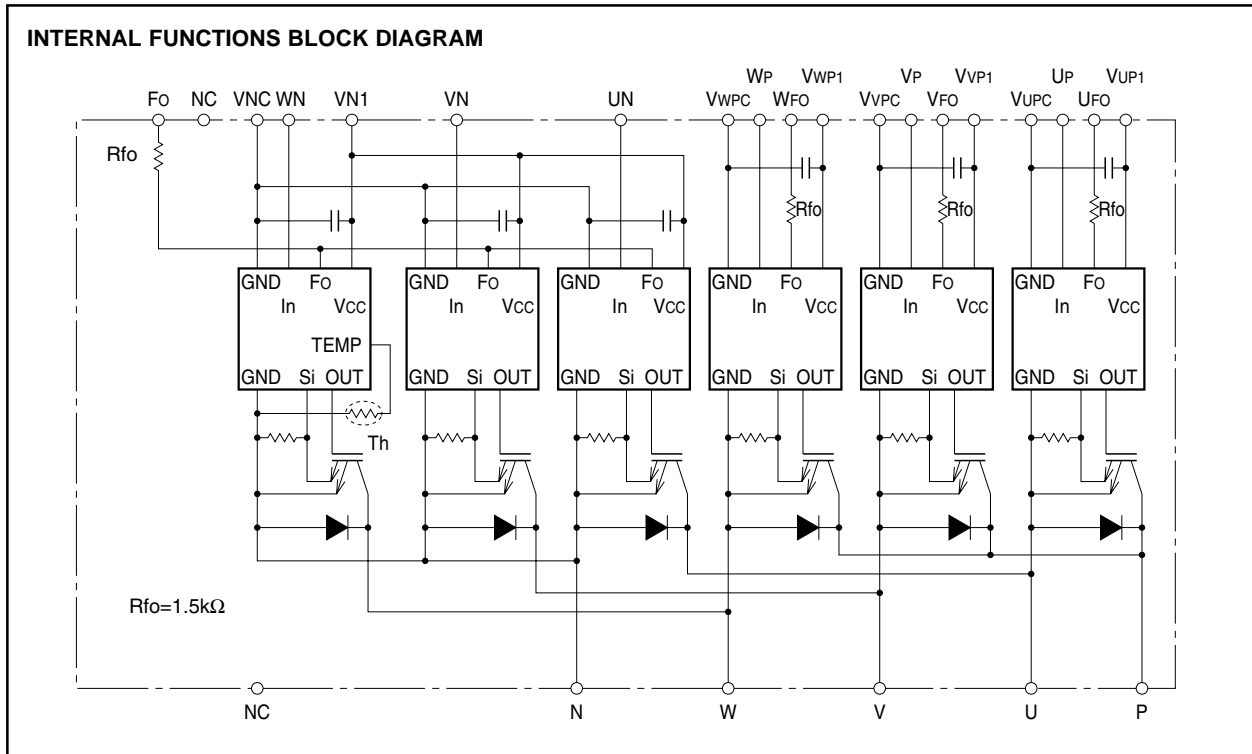 INTERNAL FUNCTIONS BLOCK DIAGRAM
WP VWP1 VP VVP1 UP VUP1
FO NC VNC WN VN1 VN UN VWPC WFO VVPC VFO VUPC UFO
Rfo
Rfo Rfo Rfo
GND FO GND FO GND FO GND FO GND FO GND FO
In VCC In VCC In VCC In VCC In VCC In VCC
TEMP
GND Si OUT GND Si OUT GND Si OUT GND Si OUT GND Si OUT GND Si OUT
Th
Rfo=1.5kΩ
NC N W V U P